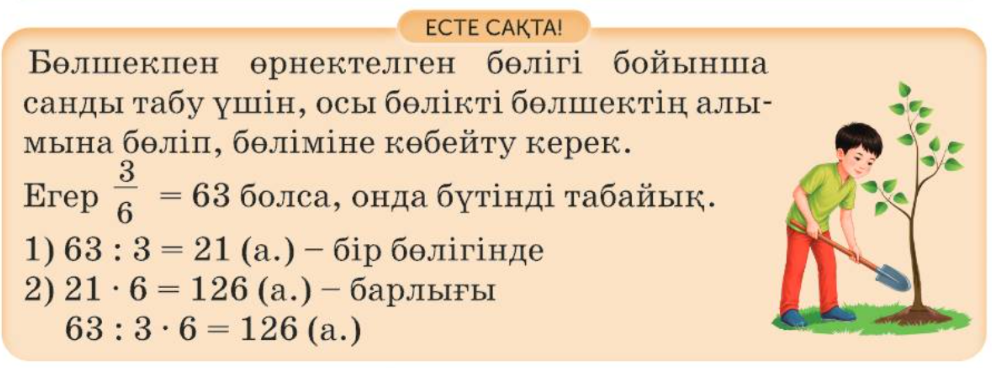 ЕСТЕ САҚТА!
Бөлшекпен өрнектелген бөлігі бойынша
санды табу үшін, осы бөлікті бөлшектің алы-
мына бөліп, бөліміне көбейту керек.
Егер 3/6 = 63 болса, онда бүтінді табайық.
1) 63 : 3 = 21 (а.) – бір бөлігінде
2) 21 · 6 = 126 (а.) – барлығы
63 : 3 · 6 = 126 (а.)